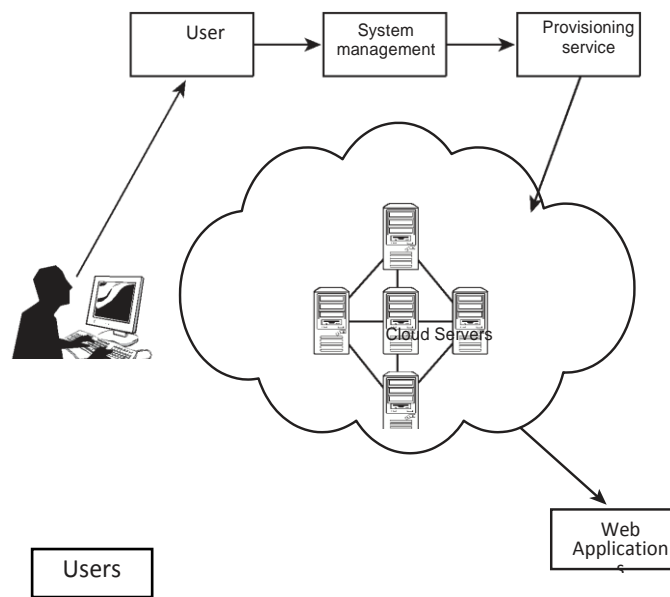 User
System
management
Provisioning
service
Cloud Servers
Web
Application
s
Users